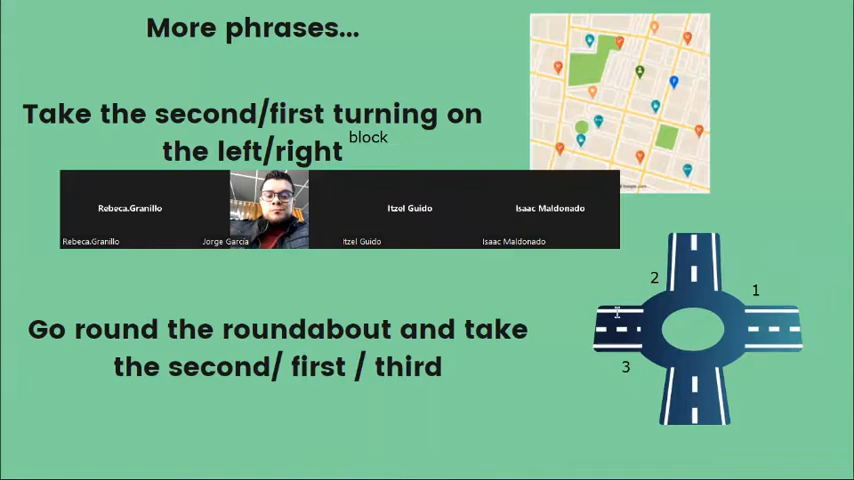 More phrases...
Take the second/first turning on
the left/right
block
Rebeca.Granillo
Itzel Guido
Isaac Maldonado
Rebeca.Granillo
Jorge García
Itzel Guido
Isaac Maldonado
2
1
Go round the roundabout and take
the second/ first / third
3